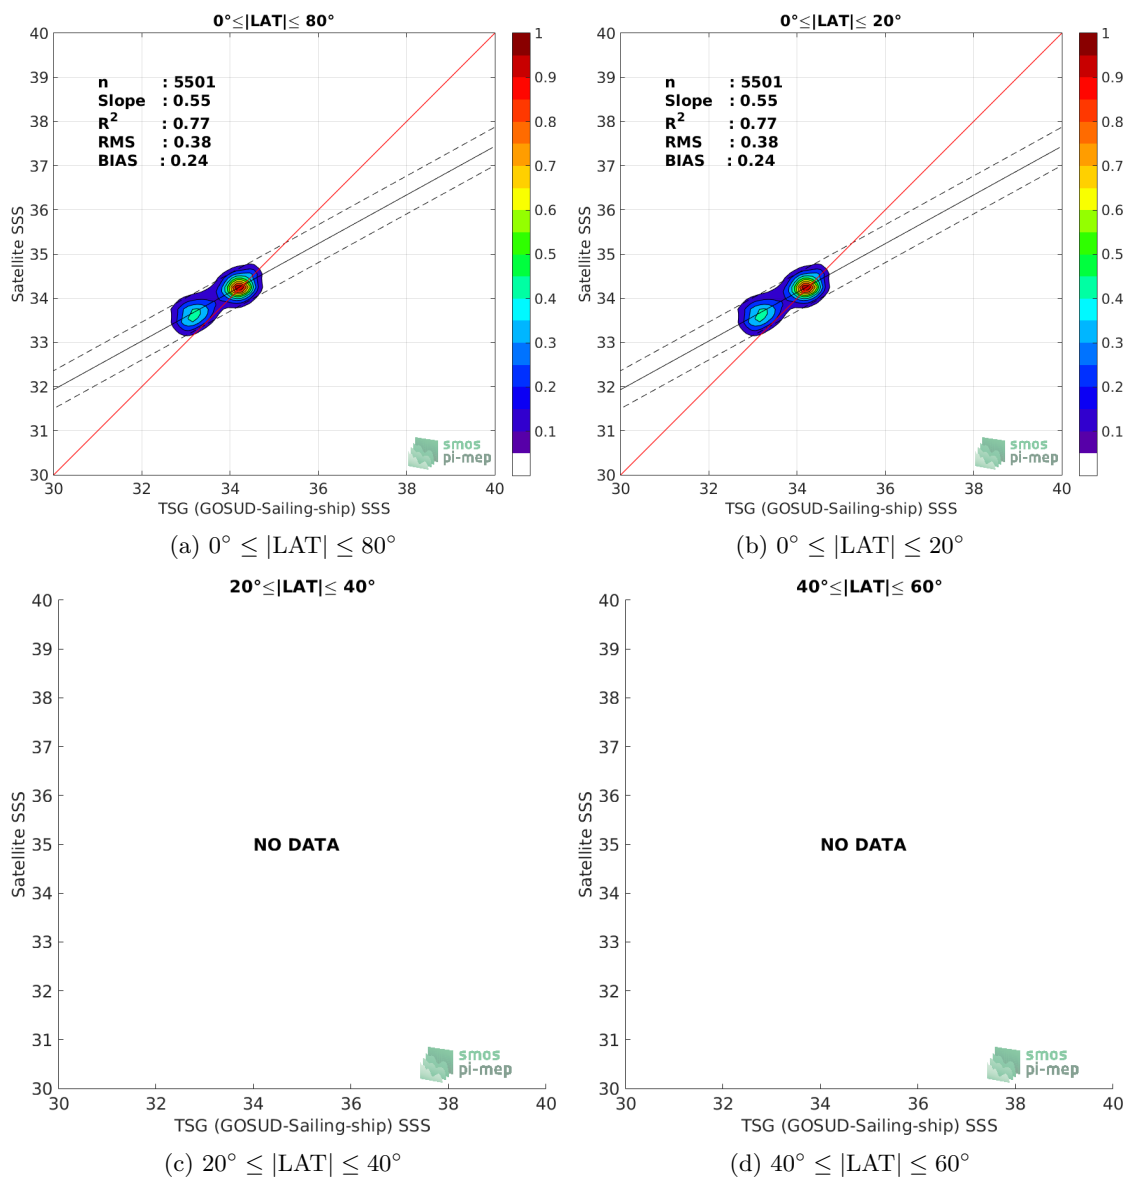 0°≤|LAT|≤ 80°
n : 5501
Slope : 0.55
R2 : 0.77
RMS : 0.38
BIAS : 0.24
40
39
38
37
36
35
34
33
32
31
30
30 32 34 36 38 40
Satellite SSS
TSG (GOSUD-Sailing-ship) SSS
1
0.9
0.8
0.7
0.6
0.5
0.4
0.3
0.2
0.1
smos
pi-mep
(a) 0° ≤ |LAT| ≤ 80°
0°≤|LAT|≤ 20°
n : 5501
Slope : 0.55
R2 : 0.77
RMS : 0.38
BIAS : 0.24
40
39
38
37
36
35
34
33
32
31
30
30 32 34 36 38 40
Satellite SSS
TSG (GOSUD-Sailing-ship) SSS
1
0.9
0.8
0.7
0.6
0.5
0.4
0.3
0.2
0.1
smos
pi-mep
(b) 0° ≤ |LAT| ≤ 20°
20°≤|LAT|≤ 40°
40
39
38
37
36
35
34
33
32
31
30
30 32 34 36 38 40
Satellite SSS
NO DATA
TSG (GOSUD-Sailing-ship) SSS
smos
pi-mep
(c) 20° ≤ |LAT| ≤ 40°
40°≤|LAT|≤ 60°
40
39
38
37
36
35
34
33
32
31
30
30 32 34 36 38 40
Satellite SSS
NO DATA
TSG (GOSUD-Sailing-ship) SSS
smos
pi-mep
(d) 40° ≤ |LAT| ≤ 60°